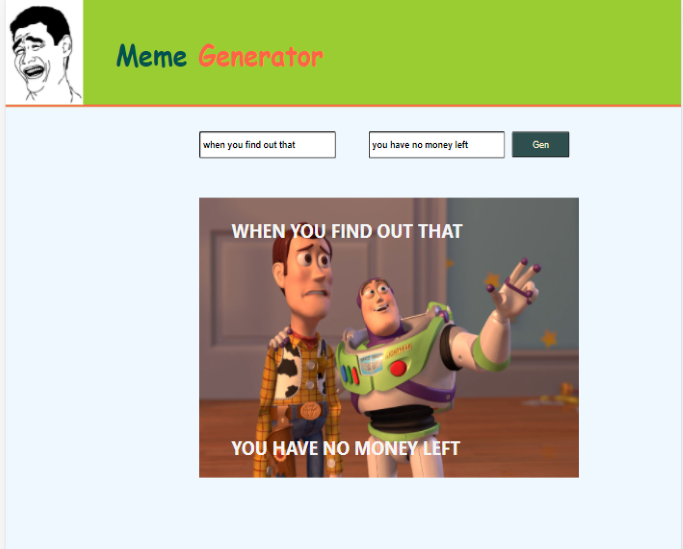 Meme Generator
when you find out that
you have no money left
Gen
WHEN YOU FIND OUT THAT
YOU HAVE NO MONEY LEFT